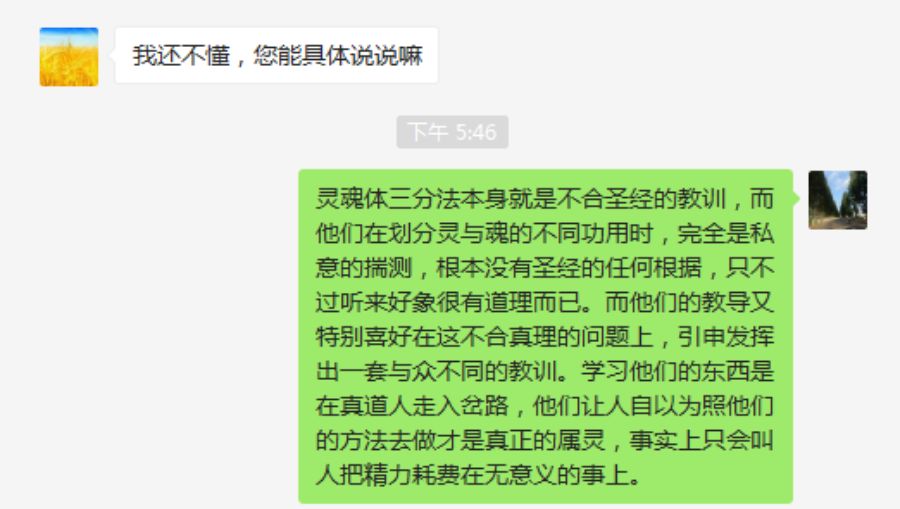 我还不懂，您能具体说说嘛
下午 5:46
灵魂体三分法本身就是不合圣经的教训，而
他们在划分灵与魂的不同功用时，完全是私
意的揣测，根本没有圣经的任何根据，只不
过听来好象很有道理而已。而他们的教导又
特别喜好在这不合真理的问题上，引申发挥
出一套与众不同的教训。学习他们的东西是
在真道人走入岔路，他们让人自以为照他们
的方法去做才是真正的属灵，事实上只会叫
人把精力耗费在无意义的事上。